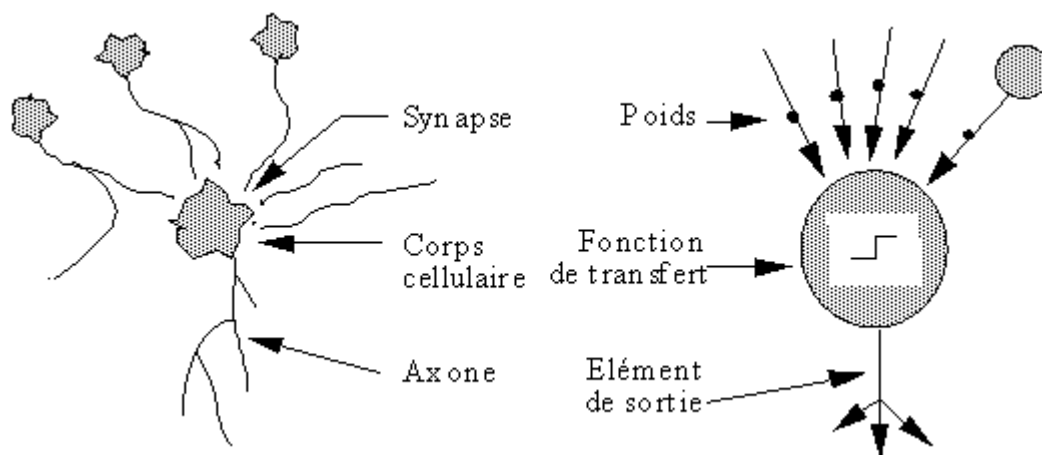 Synapse
Corps
cellulaire
Axone
Poids
Fonction
de transfert
Elément
de sortie